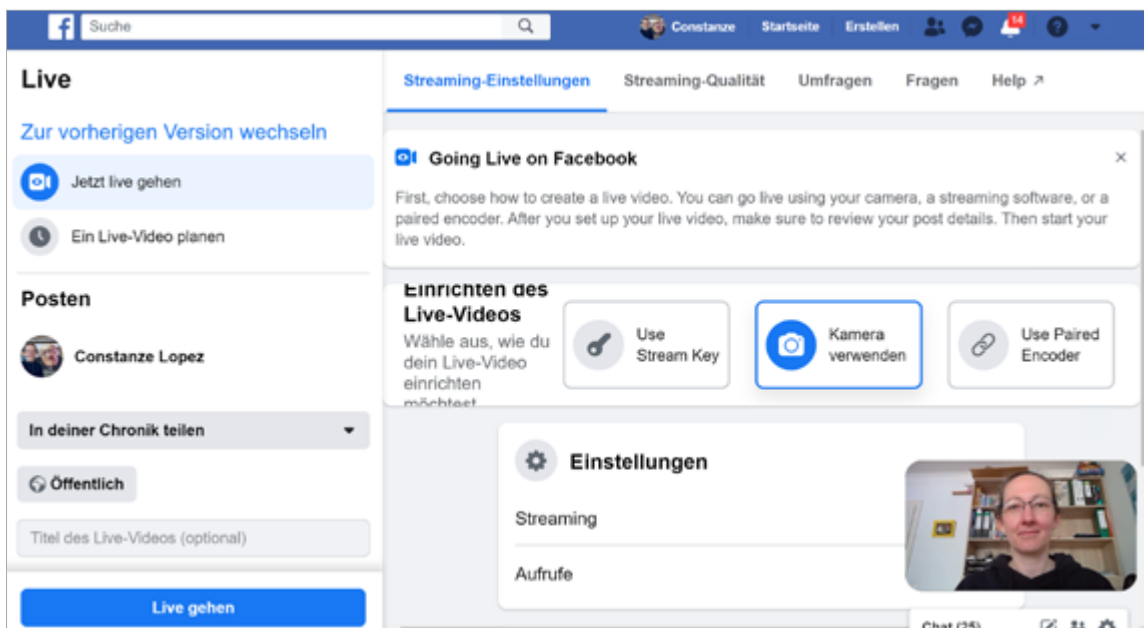 f
Suche
Constanze
Startseite
Erstellen
14
Live
Zur vorherigen Version wechseln
Jetzt live gehen
Ein Live-Video planen
Posten
Constanze Lopez
In deiner Chronik teilen
Öffentlich
Titel des Live-Videos (optional)
Live gehen
Streaming-Einstellungen
Streaming-Qualität
Umfragen
Fragen
Help
Going Live on Facebook
First, choose how to create a live video. You can go live using your camera, a streaming software, or a
paired encoder. After you set up your live video, make sure to review your post details. Then start your
live video.
Einrichten des
Live-Videos
Wähle aus, wie du
dein Live-Video
einrichten
möchtest
Use
Stream Key
Kamera
verwenden
Use Paired
Encoder
Einstellungen
Streaming
Aufrufe
Chat (25)